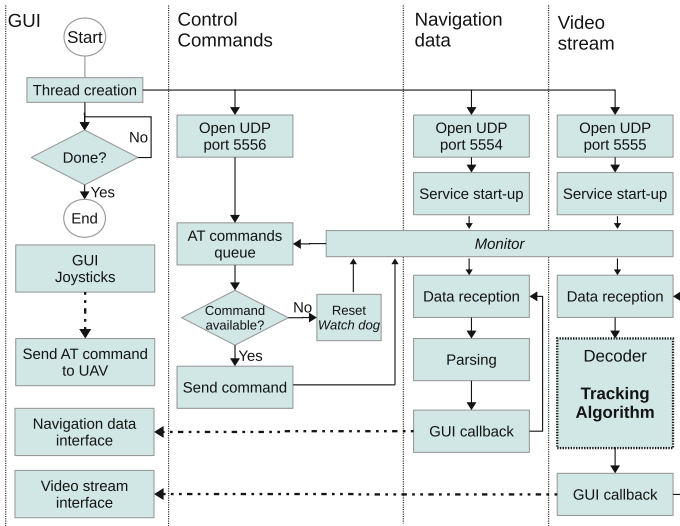 GUI
Start
Thread creation
No
Done?
Yes
End
GUI
Joysticks
Send AT command
to UAV
Navigation data
interface
Video stream
interface
Control
Commands
Open UDP
port 5556
AT commands
queue
Command
available?
No
Reset
Watch dog
Yes
Send command
Navigation
data
Open UDP
port 5554
Service start-up
Monitor
Data reception
Parsing
GUI callback
Video
stream
Open UDP
port 5555
Service start-up
Data reception
Decoder
Tracking
Algorithm
GUI callback